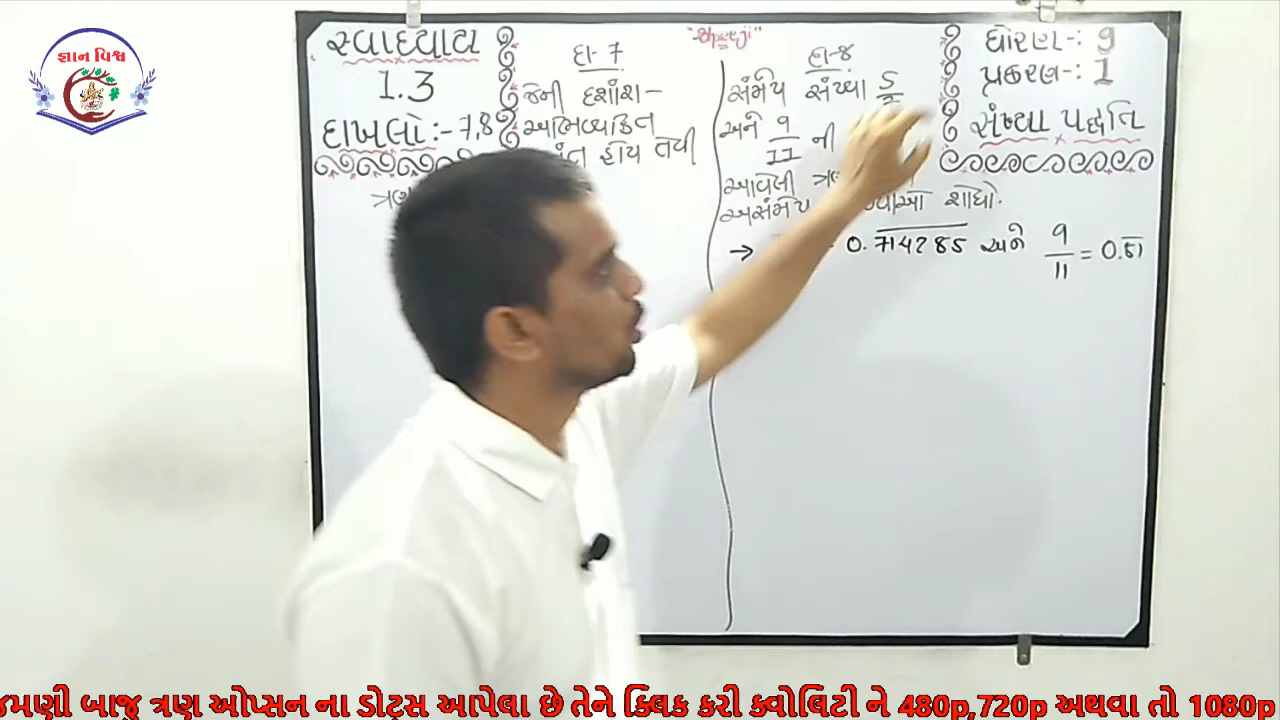 જ્ઞાન વિશ્વ
સ્વાધ્યાય
1.3
દાખલો :- 7,8
દા- 7
જેની દશાંશ-
અભિવ્યકિત
હોય તેવી
દા-8
સંમેય સંખ્યા 5/
અને 9/11 ની
આવેલી
અસંમેય શોધો.
→ 0.714285 અને 9/11 = 0.81
ધોરણ-: 9
પ્રકરણ-: 1
સંખ્યા પદ્ધતિ
જમણી બાજુ ત્રણ ઓપ્સન ના ડોટ્સ આપેલા છે તેને ક્લિક કરી ક્વોલિટી ને 480p,720p અથવા તો 1080p